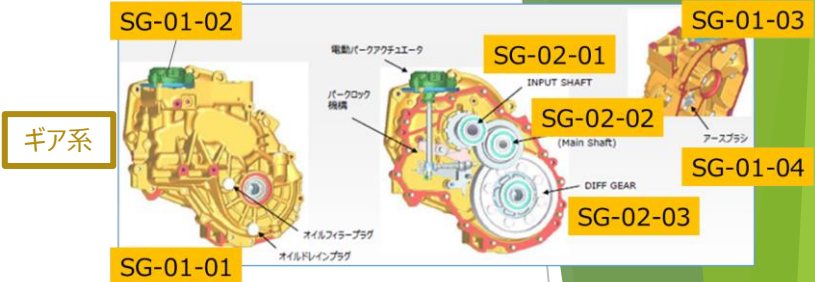 SG-01-02
SG-01-03
電動パークアクチュエータ
SG-02-01
INPUT SHAFT
パークロック
機構
SG-02-02
(Main Shaft)
ギア系
アースブラシ
SG-01-04
DIFF GEAR
SG-02-03
オイルフィラープラグ
オイルドレインプラグ
SG-01-01